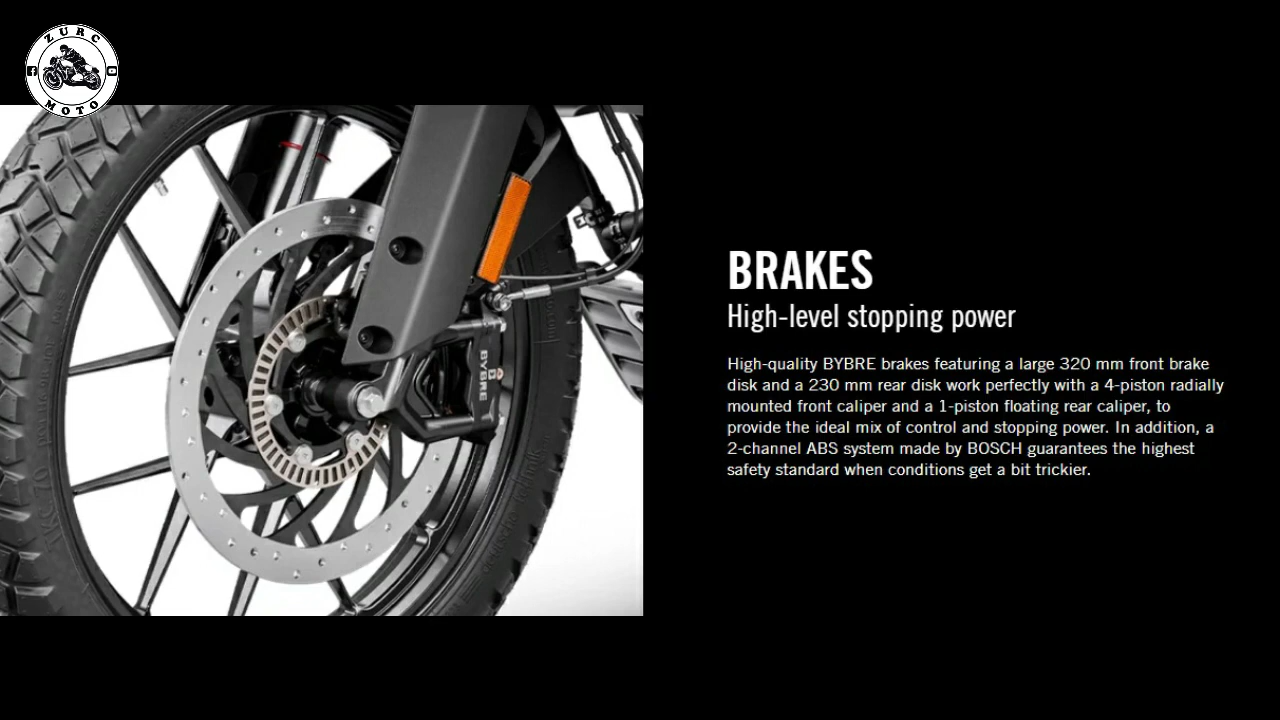 ZURC
MOTO
BYBRE
BRAKES
High-level stopping power
High-quality BYBRE brakes featuring a large 320 mm front brake
disk and a 230 mm rear disk work perfectly with a 4-piston radially
mounted front caliper and a 1-piston floating rear caliper, to
provide the ideal mix of control and stopping power. In addition, a
2-channel ABS system made by BOSCH guarantees the highest
safety standard when conditions get a bit trickier.